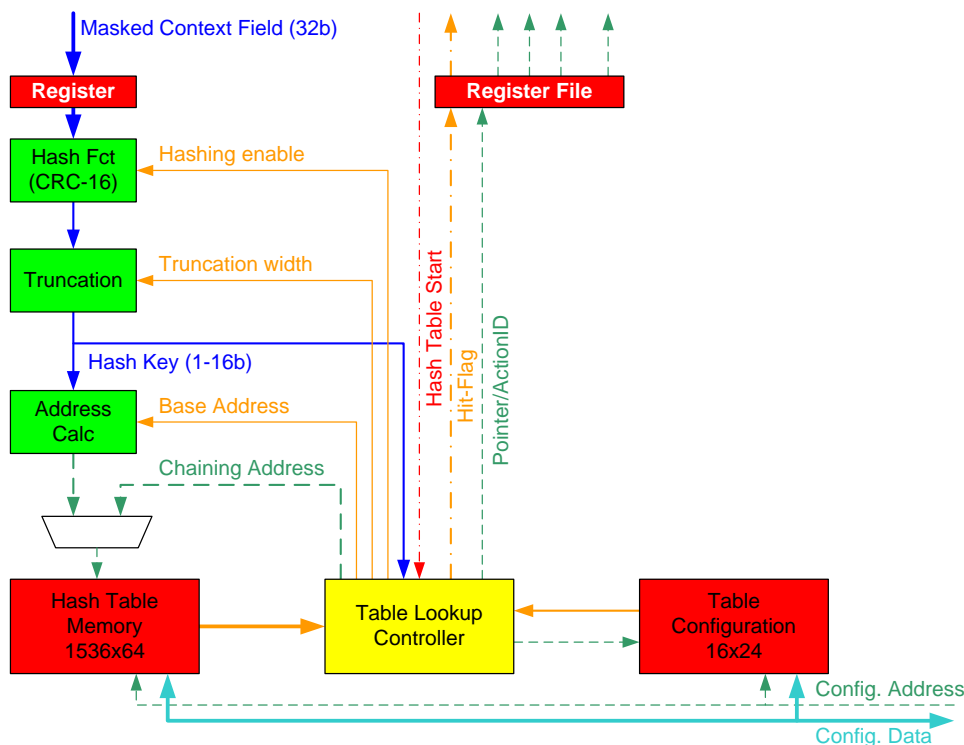 Masked Context Field (32b)
Register
Register File
Hash Fct
(CRC-16)
Hashing enable
Truncation
Truncation width
Hash Table Start
Hit-Flag
Pointer/ActionID
Hash Key (1-16b)
Address
Calc
Base Address
Chaining Address
Hash Table
Memory
1536x64
Table Lookup
Controller
Table
Configuration
16x24
Config. Address
Config. Data